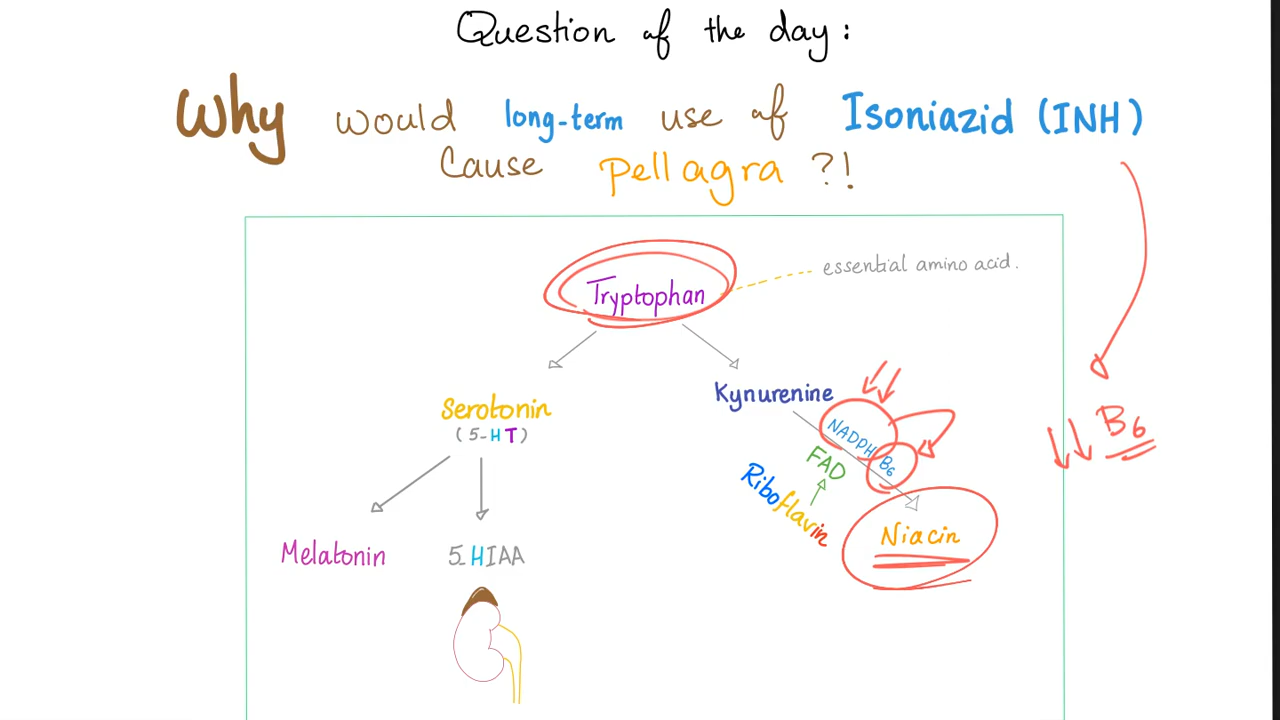 Question of the day:
Why would long-term use of Isoniazid (INH)
Cause Pellagra ?!
Tryptophan
essential amino acid.
Serotonin
(5-HT)
Kynurenine
NADPH
B6
FAD
Riboflavin
B6
Melatonin
5-HIAA
Niacin